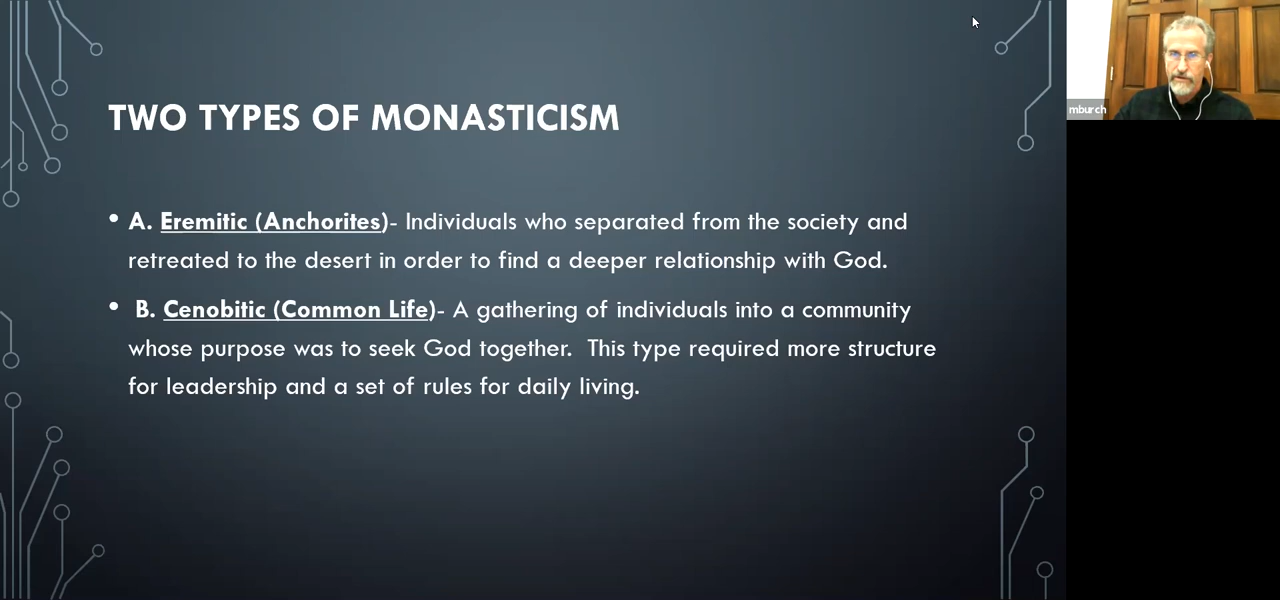 TWO TYPES OF MONASTICISM
• A. Eremitic (Anchorites)- Individuals who separated from the society and
retreated to the desert in order to find a deeper relationship with God.
• B. Cenobitic (Common Life)- A gathering of individuals into a community
whose purpose was to seek God together.  This type required more structure
for leadership and a set of rules for daily living.
mburch